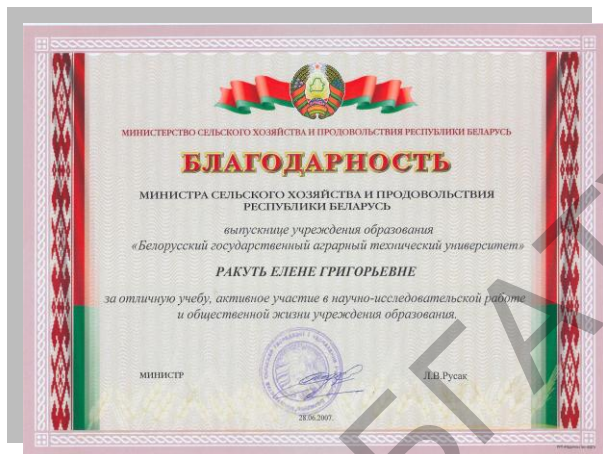 МИНИСТЕРСТВО СЕЛЬСКОГО ХОЗЯЙСТВА И ПРОДОВОЛЬСТВИЯ РЕСПУБЛИКИ БЕЛАРУСЬ
БЛАГОДАРНОСТЬ
МИНИСТРА СЕЛЬСКОГО ХОЗЯЙСТВА И ПРОДОВОЛЬСТВИЯ
РЕСПУБЛИКИ БЕЛАРУСЬ
выпускнице учреждения образования
«Белорусский государственный аграрный технический университет»
РАКУТЬ ЕЛЕНЕ ГРИГОРЬЕВНЕ
за отличную учебу, активное участие в научно-исследовательской работе
и общественной жизни учреждения образования.
МИНИСТР
Л.В.Русак
28.06.2007.
БГАТ